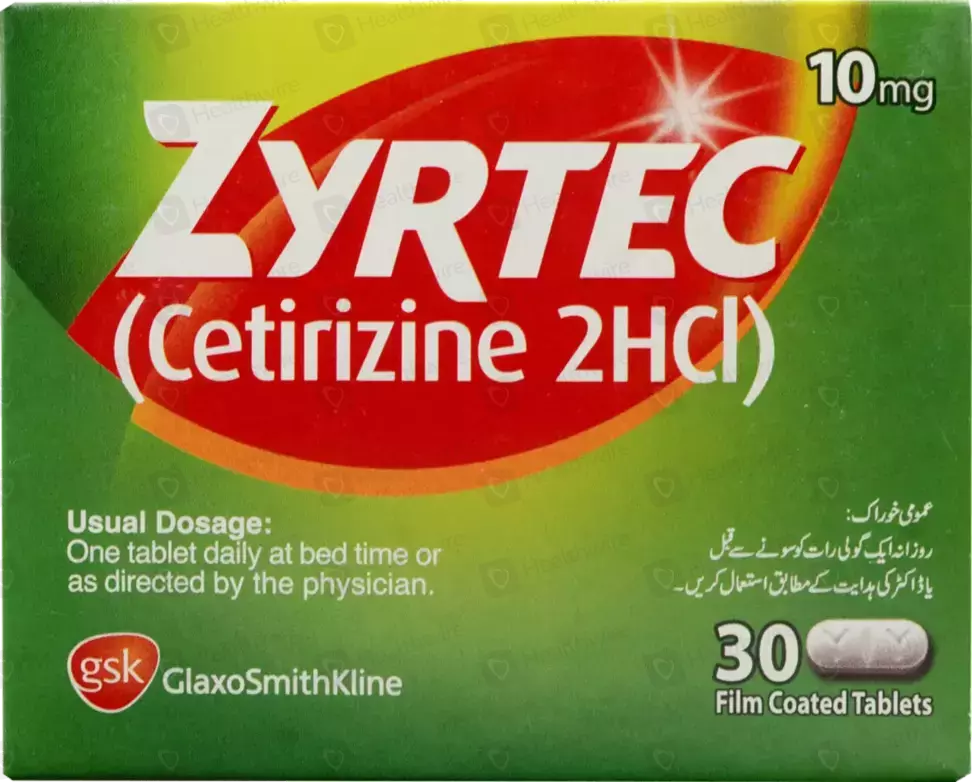 10mg
ZYRTEC
(Cetirizine 2HCl)
Usual Dosage:
One tablet daily at bed time or
as directed by the physician.
عمومی خوراک:
روزانہ ایک گولی رات کو سونے سے قبل
یا ڈاکٹر کی ہدایت کے مطابق استعمال کریں۔
gsk GlaxoSmithKline
30
Film Coated Tablets
Healthwire